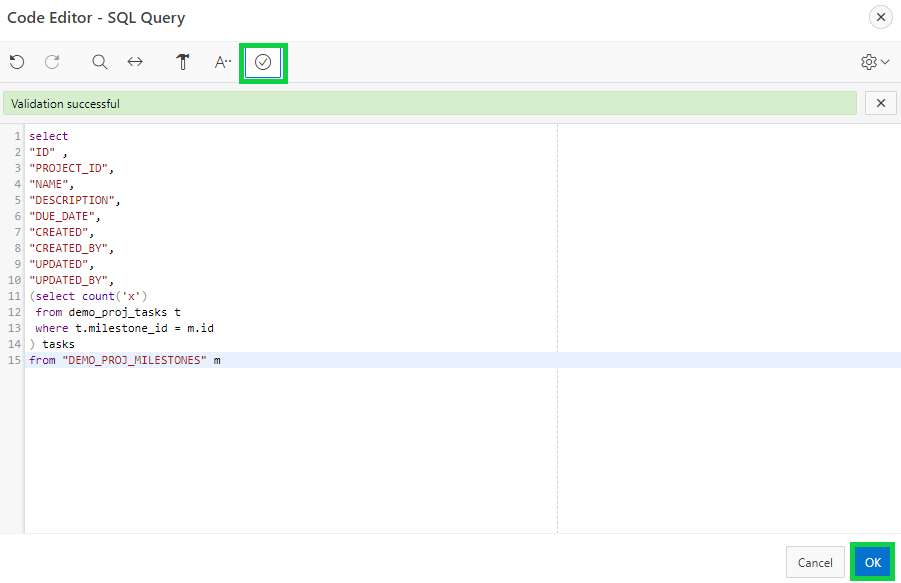 Code Editor - SQL Query
A··
Validation successful
1 select
2 "ID" ,
3 "PROJECT_ID",
4 "NAME",
5 "DESCRIPTION",
6 "DUE_DATE",
7 "CREATED",
8 "CREATED_BY",
9 "UPDATED",
10 "UPDATED_BY",
11 (select count('x')
12  from demo_proj_tasks t
13  where t.milestone_id = m.id
14 ) tasks
15 from "DEMO_PROJ_MILESTONES" m
Cancel OK